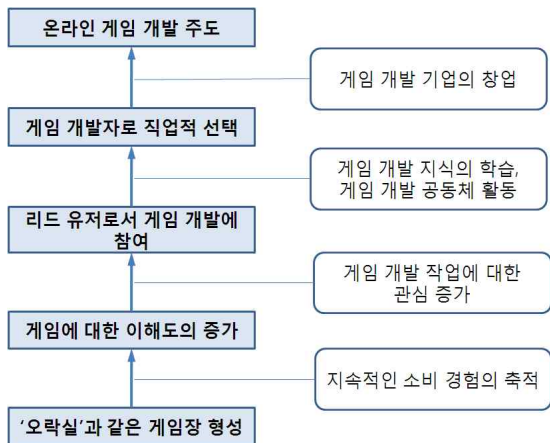 온라인 게임 개발 주도
게임 개발 기업의 창업
게임 개발자로 직업적 선택
게임 개발 지식의 학습,
게임 개발 공동체 활동
리드 유저로서 게임 개발에
참여
게임 개발 작업에 대한
관심 증가
게임에 대한 이해도의 증가
지속적인 소비 경험의 축적
‘오락실’과 같은 게임장 형성